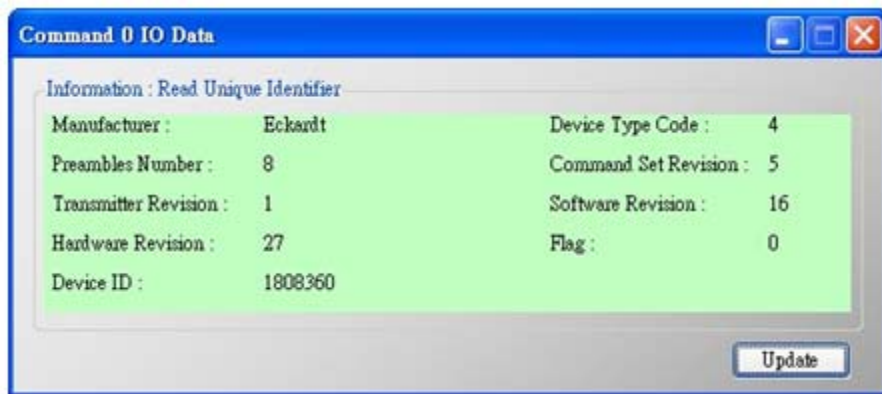 Command 0 IO Data
Information : Read Unique Identifier
Manufacturer : Eckardt Device Type Code : 4
Preambles Number : 8 Command Set Revision : 5
Transmitter Revision : 1 Software Revision : 16
Hardware Revision : 27 Flag : 0
Device ID : 1808360
Update